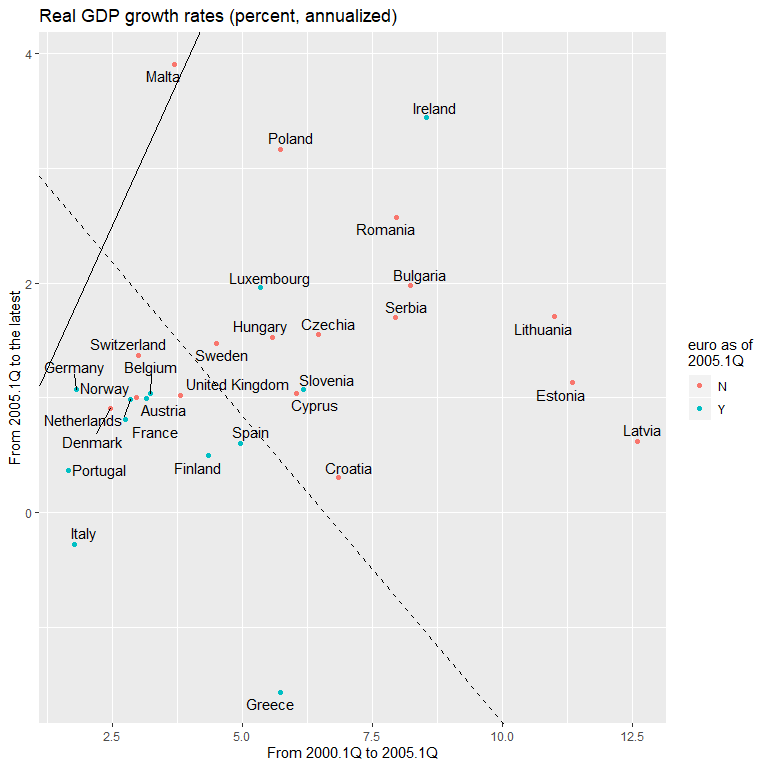 Real GDP growth rates (percent, annualized)
4
Malta
Ireland
Poland
Romania
2
Luxembourg
Bulgaria
Serbia
Hungary
Czechia
Lithuania
Switzerland
Sweden
Germany
Belgium
Norway
United Kingdom
Slovenia
Estonia
Cyprus
Netherlands
Austria
France
Denmark
Spain
Latvia
Portugal
Finland
Croatia
0
Italy
Greece
From 2005.1Q to the latest
2.5
5.0
7.5
10.0
12.5
From 2000.1Q to 2005.1Q
euro as of
2005.1Q
N
Y